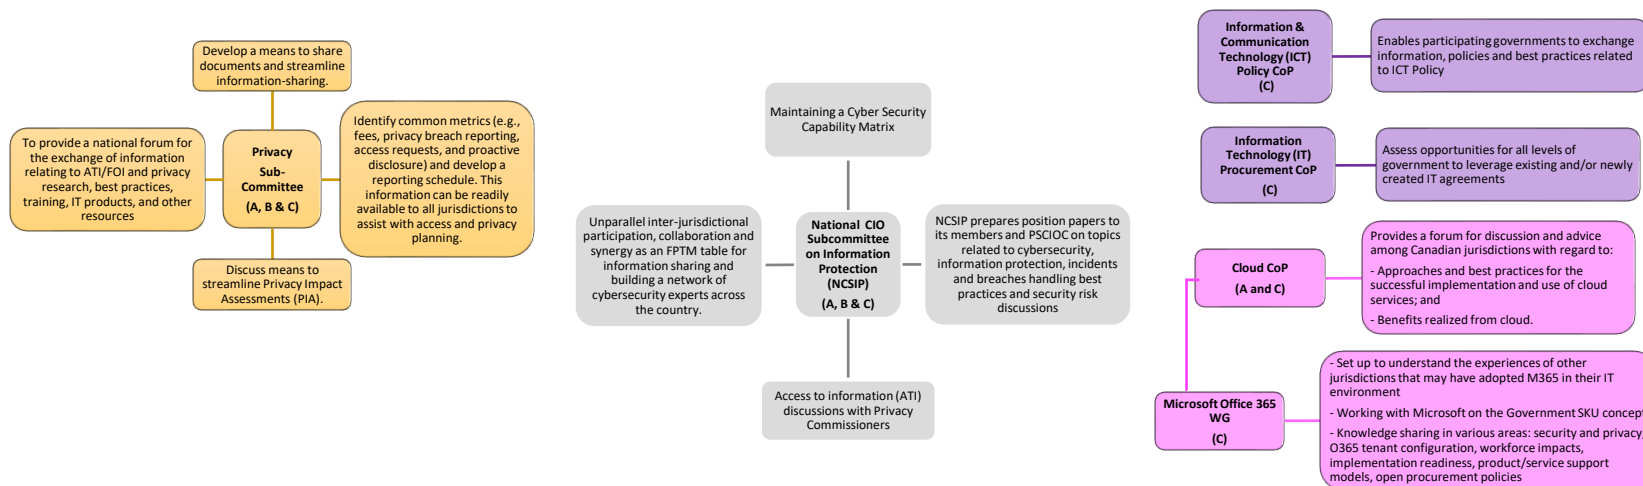 Develop a means to share
documents and streamline
information-sharing.
To provide a national forum for
the exchange of information
relating to ATI/FOI and privacy
research, best practices,
training, IT products, and other
resources
Privacy
Sub-
Committee
(A, B & C)
Identify common metrics (e.g.,
fees, privacy breach reporting,
access requests, and proactive
disclosure) and develop a
reporting schedule. This
information can be readily
available to all jurisdictions to
assist with access and privacy
planning.
Discuss means to
streamline Privacy Impact
Assessments (PIA).
Maintaining a Cyber Security
Capability Matrix
Unparallel inter-jurisdictional
participation, collaboration and
synergy as an FPTM table for
information sharing and
building a network of
cybersecurity experts across
the country.
National CIO
Subcommittee
on Information
Protection
(NCSIP)
(A, B & C)
NCSIP prepares position papers to
its members and PSCIOC on topics
related to cybersecurity,
information protection, incidents
and breaches handling best
practices and security risk
discussions
Access to information (ATI)
discussions with Privacy
Commissioners
Information &
Communication
Technology (ICT)
Policy CoP
(C)
Enables participating governments to exchange
information, policies and best practices related
to ICT Policy
Information
Technology (IT)
Procurement CoP
(C)
Assess opportunities for all levels of
government to leverage existing and/or newly
created IT agreements
Cloud CoP
(A and C)
Provides a forum for discussion and advice
among Canadian jurisdictions with regard to:
- Approaches and best practices for the
successful implementation and use of cloud
services; and
- Benefits realized from cloud.
Microsoft Office 365
WG
(C)
- Set up to understand the experiences of other
jurisdictions that may have adopted M365 in their IT
environment
- Working with Microsoft on the Government SKU concept
- Knowledge sharing in various areas: security and privacy,
O365 tenant configuration, workforce impacts,
implementation readiness, product/service support
models, open procurement policies